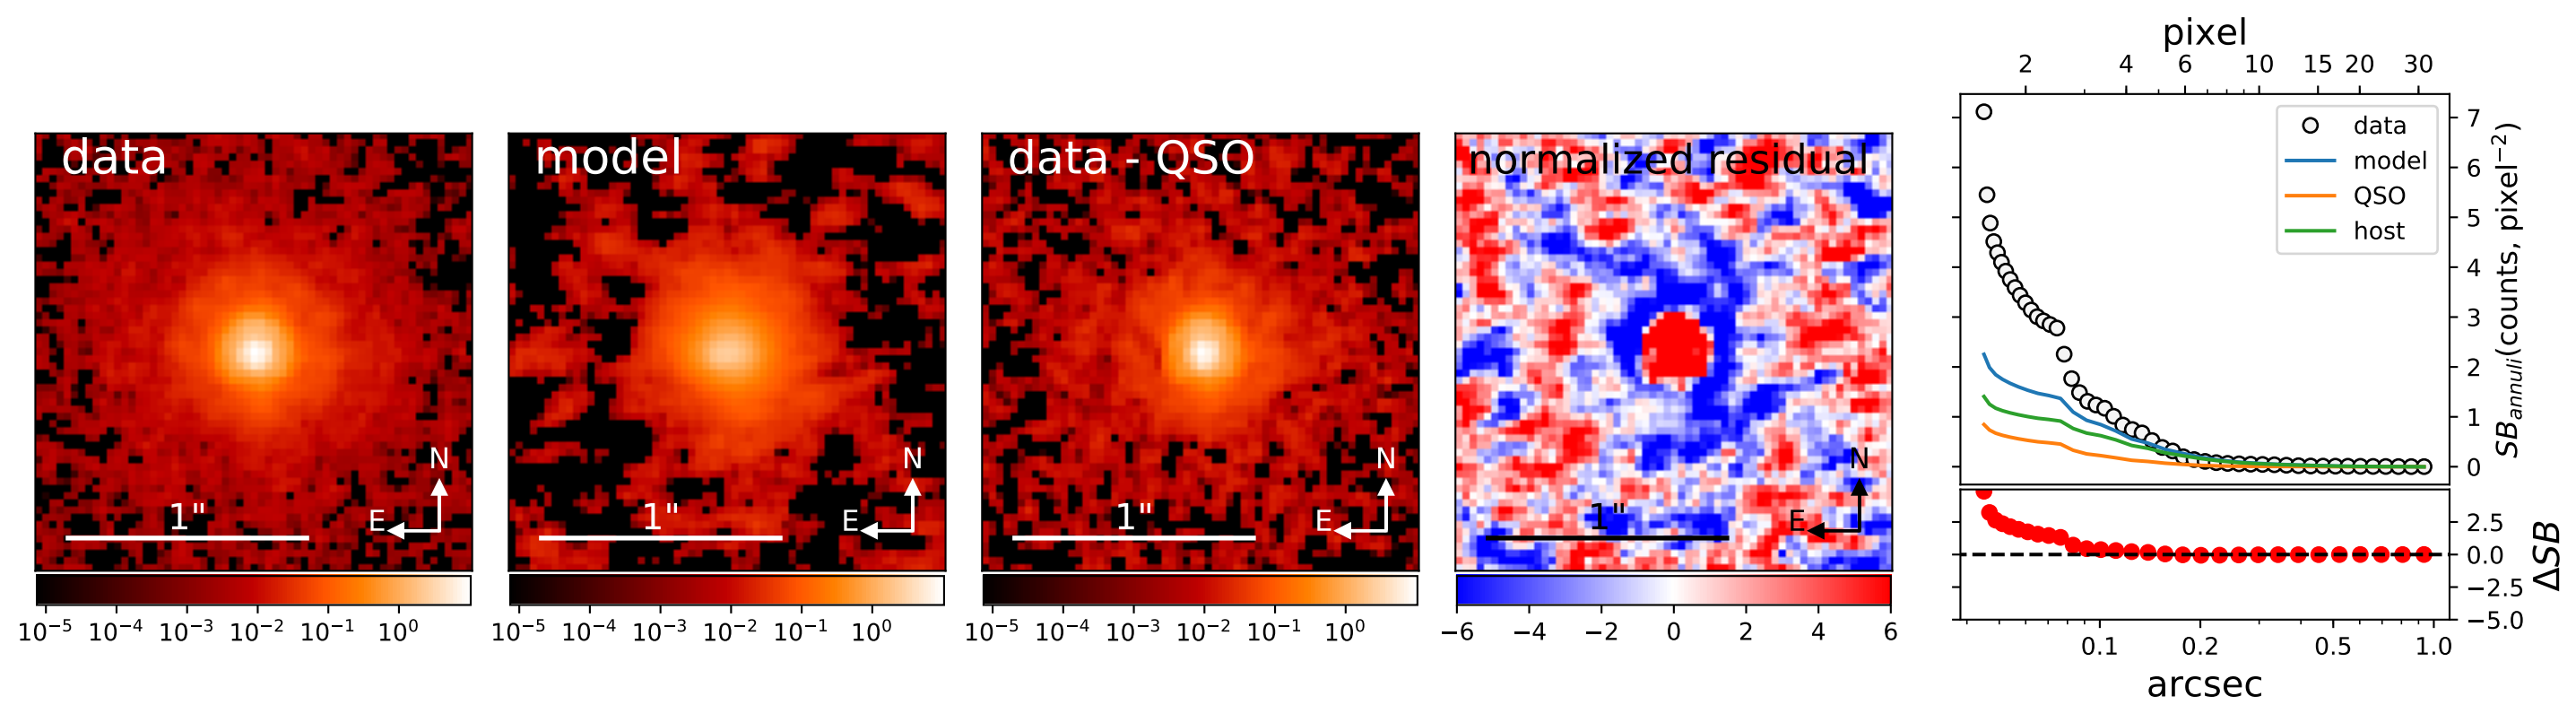 data
1"
N
E
10⁻⁵ 10⁻⁴ 10⁻³ 10⁻² 10⁻¹ 10⁰
model
1"
N
E
10⁻⁵ 10⁻⁴ 10⁻³ 10⁻² 10⁻¹ 10⁰
data - QSO
1"
N
E
10⁻⁵ 10⁻⁴ 10⁻³ 10⁻² 10⁻¹ 10⁰
normalized residual
1"
N
E
−6 −4 −2 0 2 4 6
pixel
2 4 6 10 15 20 30
data
model
QSO
host
7
6
5
4
3
2
1
0
SB_annuli(counts, pixel⁻²)
2.5
0.0
−2.5
−5.0
ΔSB
0.1 0.2 0.5 1.0
arcsec